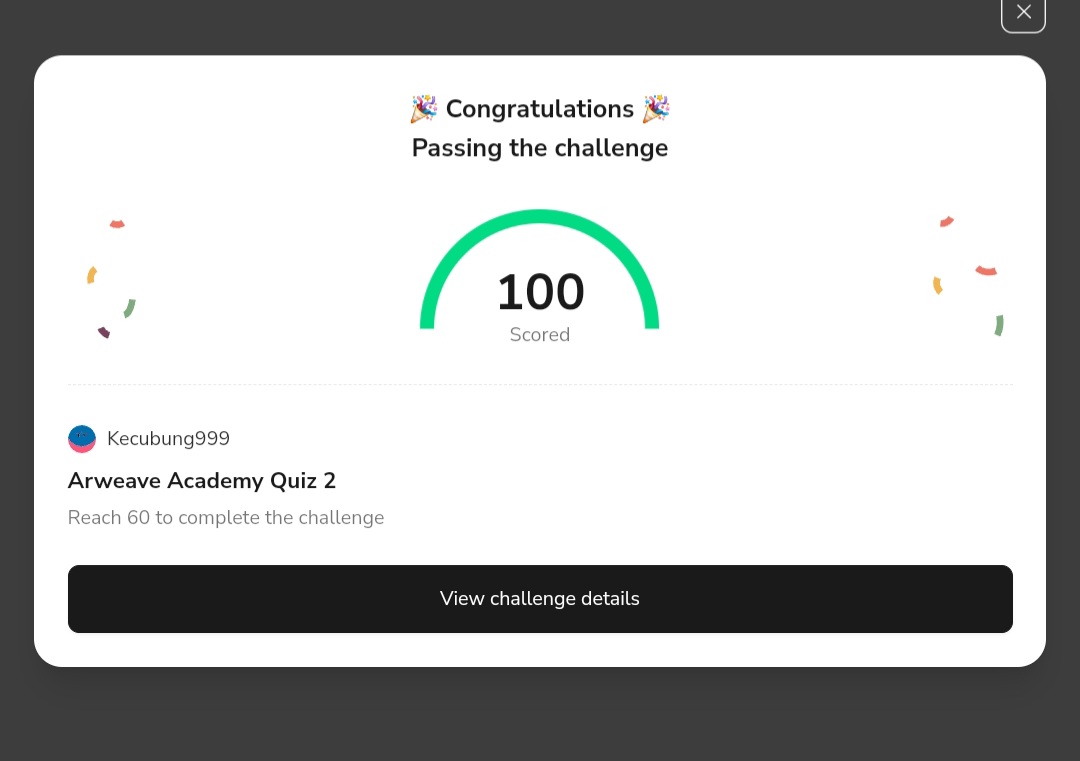 🎉 Congratulations 🎉
Passing the challenge
100
Scored
Kecubung999
Arweave Academy Quiz 2
Reach 60 to complete the challenge
View challenge details